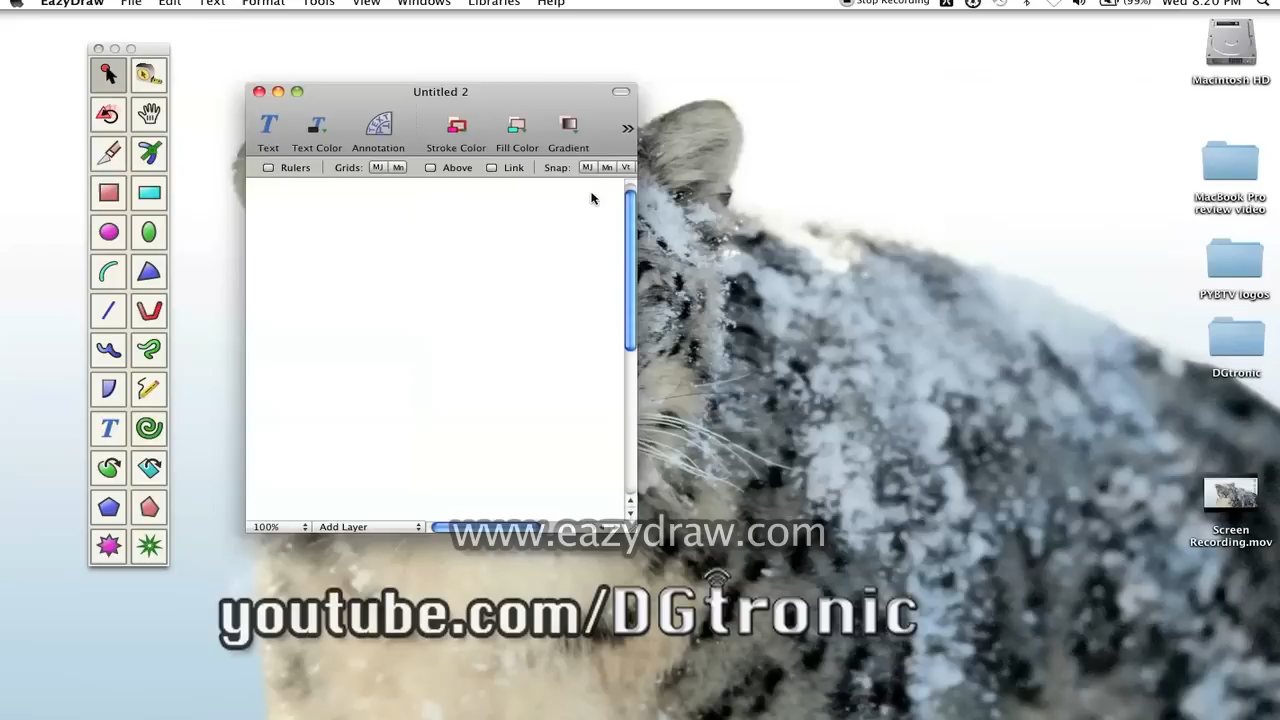 EazyDraw File Edit Text Format Tools View Windows Libraries Help Stop Recording (99%) Wed 8:20 PM
Macintosh HD
Untitled 2
Text Text Color Annotation Stroke Color Fill Color Gradient »
Rulers Grids: MJ Mn Above Link Snap: MJ Mn Vt
MacBook Pro
review video
PYBTV logos
DGtronic
T
100% Add Layer
Screen
Recording.mov
www.eazydraw.com
youtube.com/DGtronic